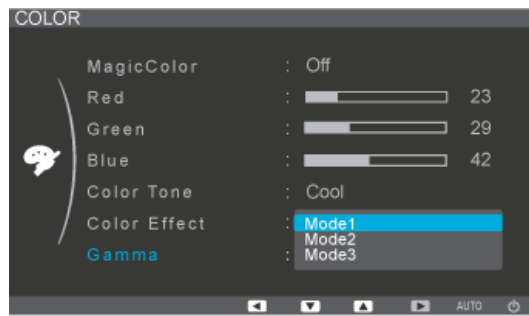 COLOR
MagicColor : Off
Red : 23
Green : 29
Blue : 42
Color Tone : Cool
Color Effect : Mode1
Mode2
Gamma : Mode3
AUTO